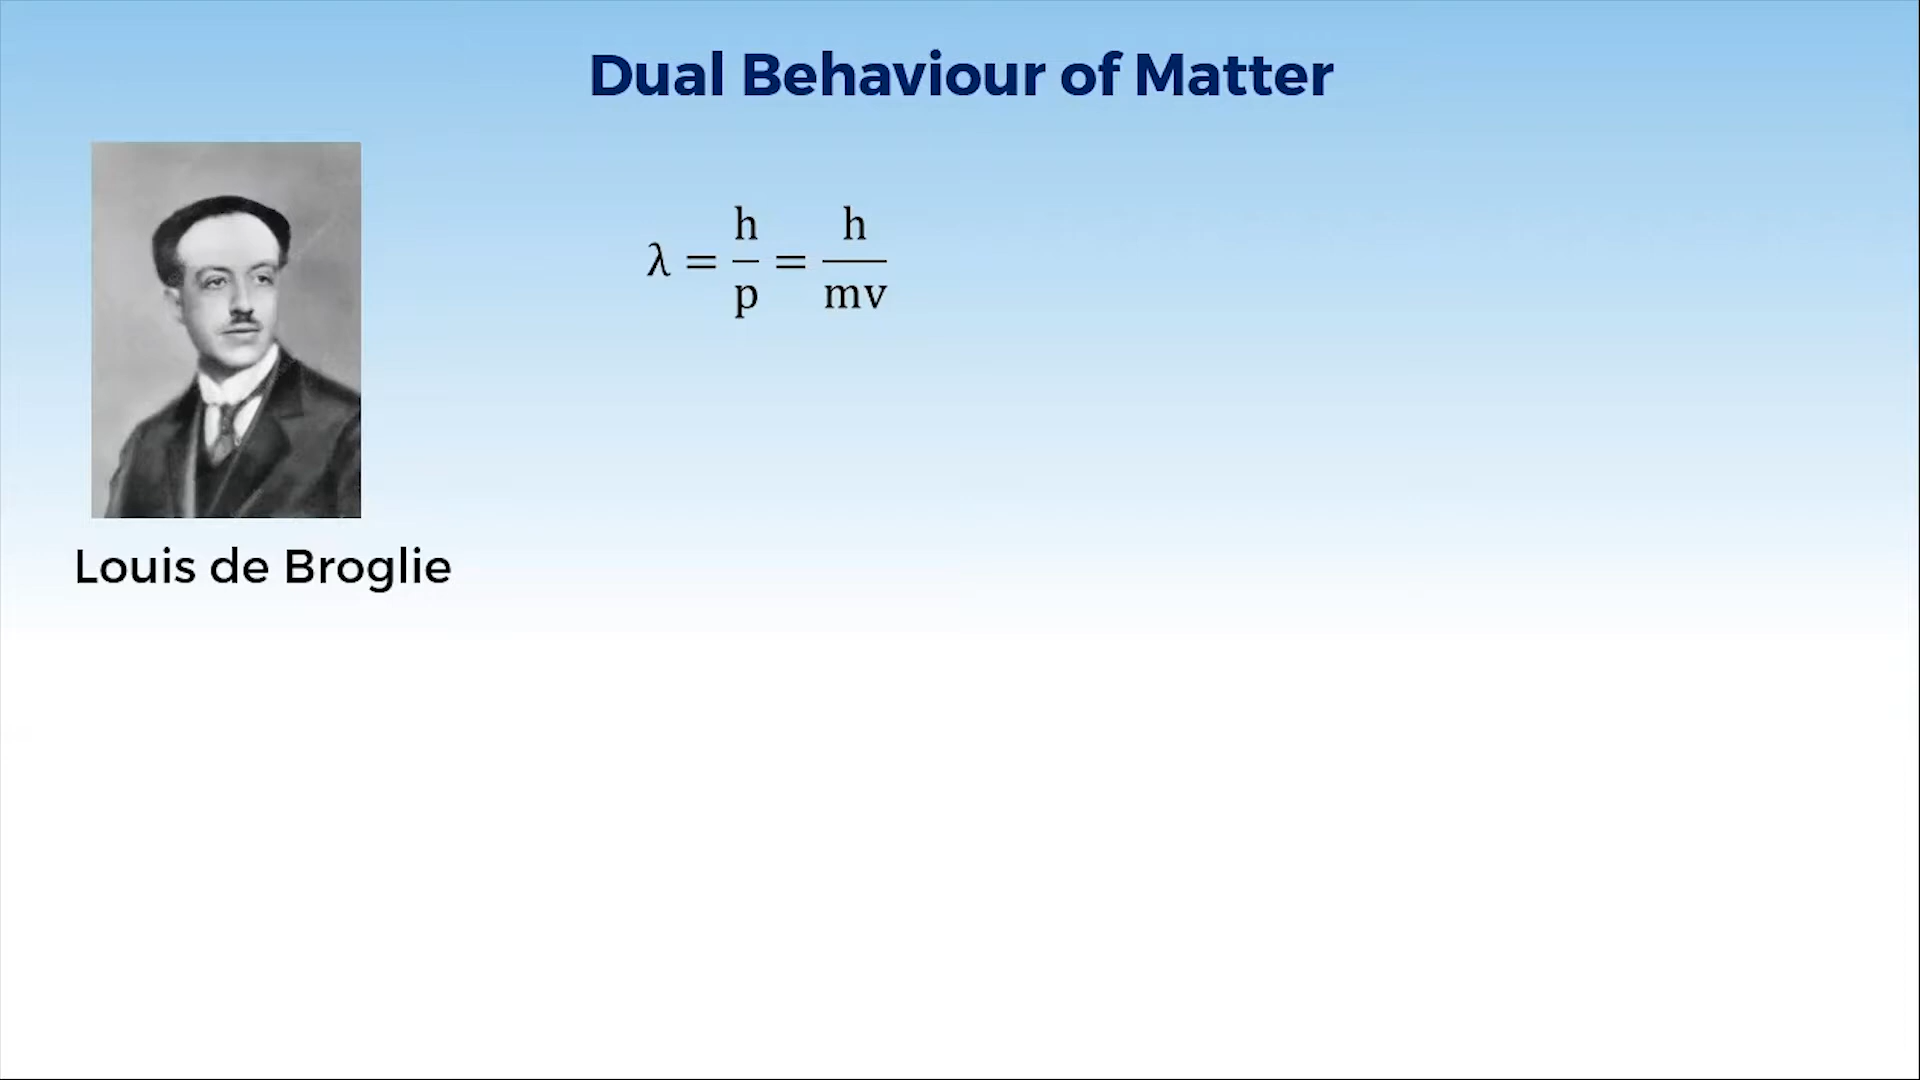 Dual Behaviour of Matter
λ = h/p = h/mv
Louis de Broglie